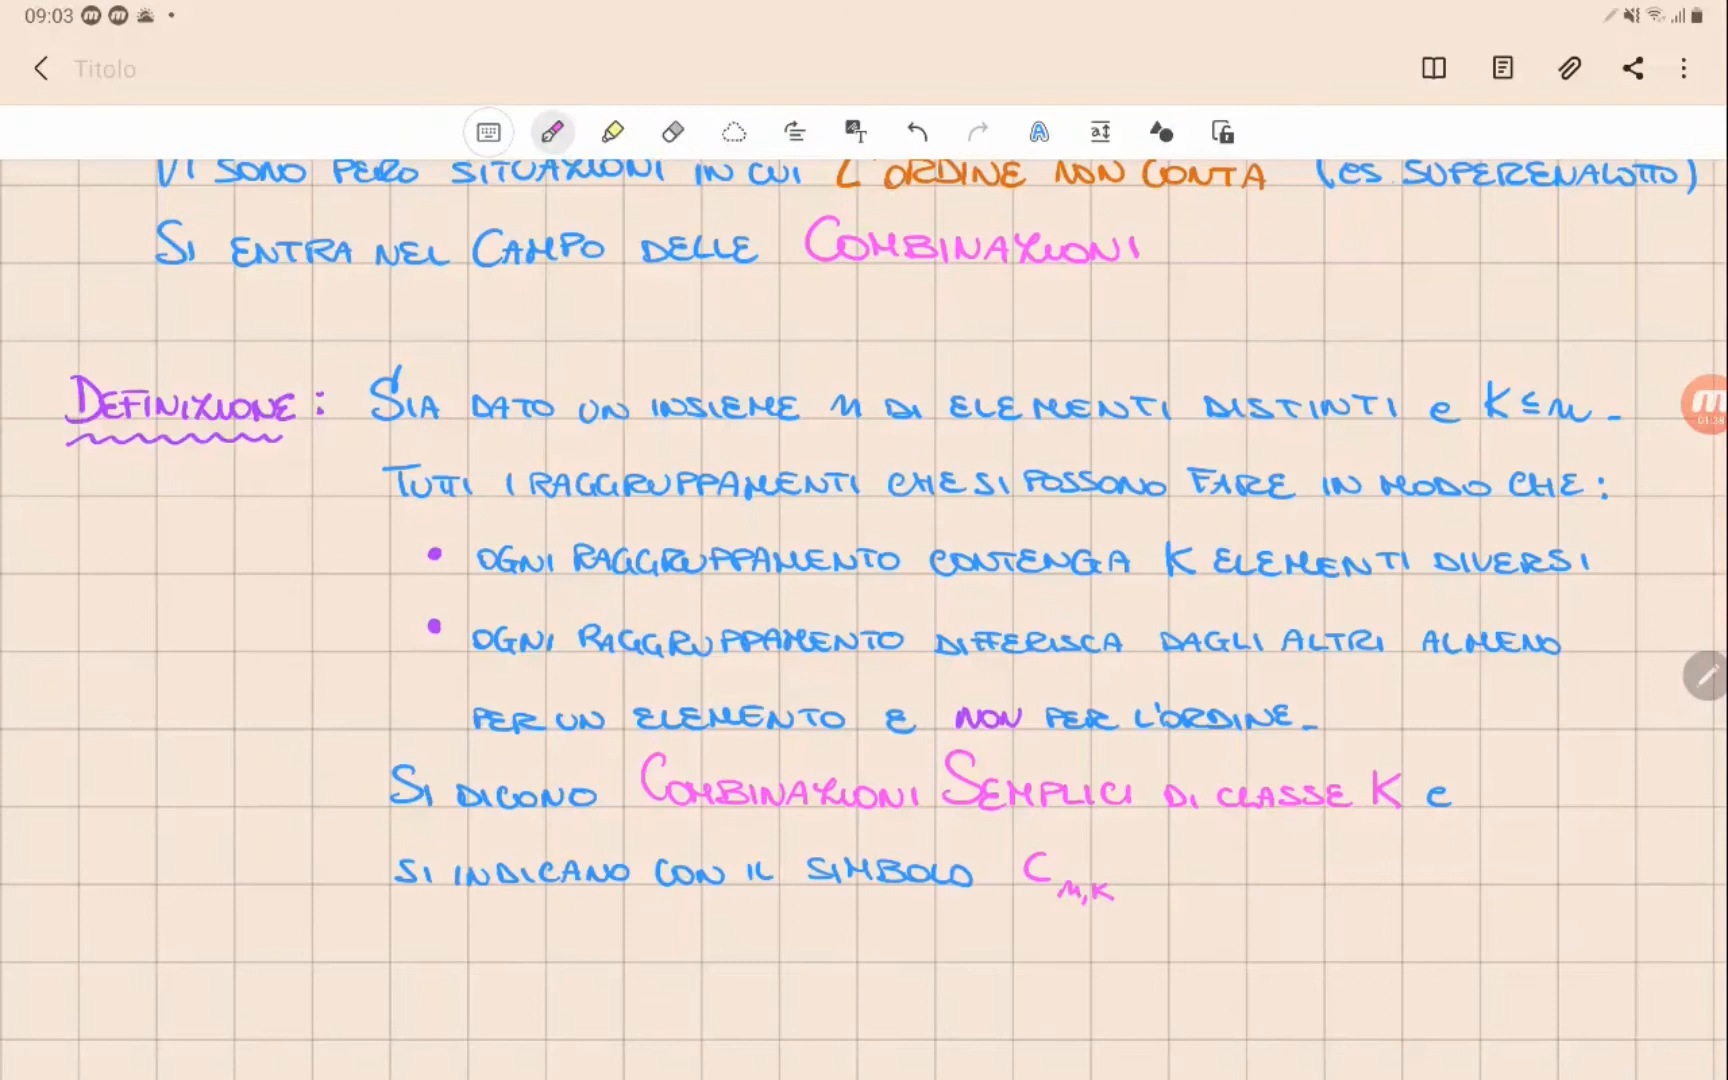 09:03
Titolo
VI SONO PERÒ SITUAZIONI IN CUI L'ORDINE NON CONTA (ES. SUPERENALOTTO)
SI ENTRA NEL CAMPO DELLE COMBINAZIONI
DEFINIZIONE: SIA DATO UN INSIEME n DI ELEMENTI DISTINTI e K ≤ n.
TUTTI I RAGGRUPPAMENTI CHE SI POSSONO FARE IN MODO CHE:
• OGNI RAGGRUPPAMENTO CONTENGA K ELEMENTI DIVERSI
• OGNI RAGGRUPPAMENTO DIFFERISCA DAGLI ALTRI ALMENO
PER UN ELEMENTO E NON PER L'ORDINE.
SI DICONO COMBINAZIONI SEMPLICI DI CLASSE K e
SI INDICANO CON IL SIMBOLO C n,K
01:38